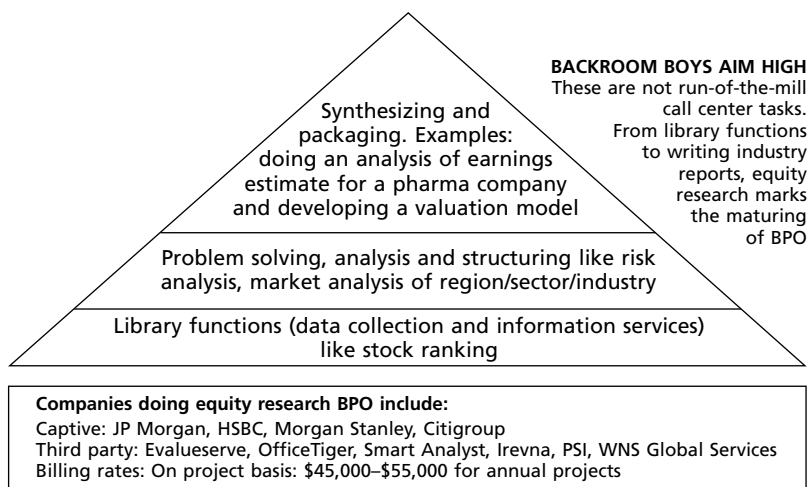 BACKROOM BOYS AIM HIGH
These are not run-of-the-mill
call center tasks.
From library functions
to writing industry
reports, equity
research marks
the maturing
of BPO
Synthesizing and
packaging. Examples:
doing an analysis of earnings
estimate for a pharma company
and developing a valuation model
Problem solving, analysis and structuring like risk
analysis, market analysis of region/sector/industry
Library functions (data collection and information services)
like stock ranking
Companies doing equity research BPO include:
Captive: JP Morgan, HSBC, Morgan Stanley, Citigroup
Third party: Evalueserve, OfficeTiger, Smart Analyst, Irevna, PSI, WNS Global Services
Billing rates: On project basis: $45,000–$55,000 for annual projects